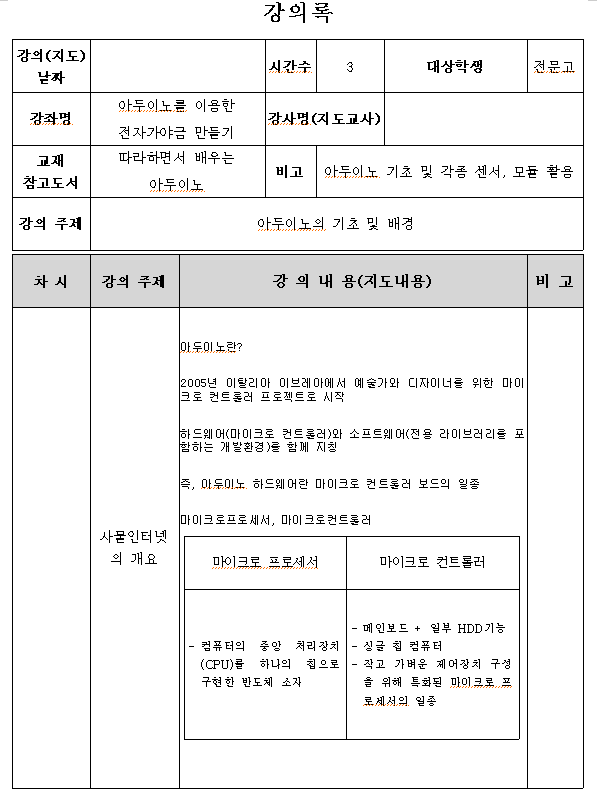 강의록
강의(지도)
날짜
시간수
3
대상학생
전문고
강좌명
아두이노를 이용한
전자가야금 만들기
강사명(지도교사)
교재
참고도서
따라하면서 배우는
아두이노
비고
아두이노 기초 및 각종 센서, 모듈 활용
강의 주제
아두이노의 기초 및 배경
차 시
강의 주제
강 의 내 용(지도내용)
비 고
사물인터넷
의 개요
아두이노란?
2005년 이탈리아 이브레아에서 예술가와 디자이너를 위한 마이
크로 컨트롤러 프로젝트로 시작
하드웨어(마이크로 컨트롤러)와 소프트웨어(전용 라이브러리를 포
함하는 개발환경)를 함께 지칭
즉, 아두이노 하드웨어란 마이크로 컨트롤러 보드의 일종
마이크로프로세서, 마이크로컨트롤러
마이크로 프로세서
마이크로 컨트롤러
- 컴퓨터의 중앙 처리장치
(CPU)를 하나의 칩으로
구현한 반도체 소자
- 메인보드 + 일부 HDD기능
- 싱글 칩 컴퓨터
- 작고 가벼운 제어장치 구성
을 위해 특화된 마이크로 프
로세서의 일종